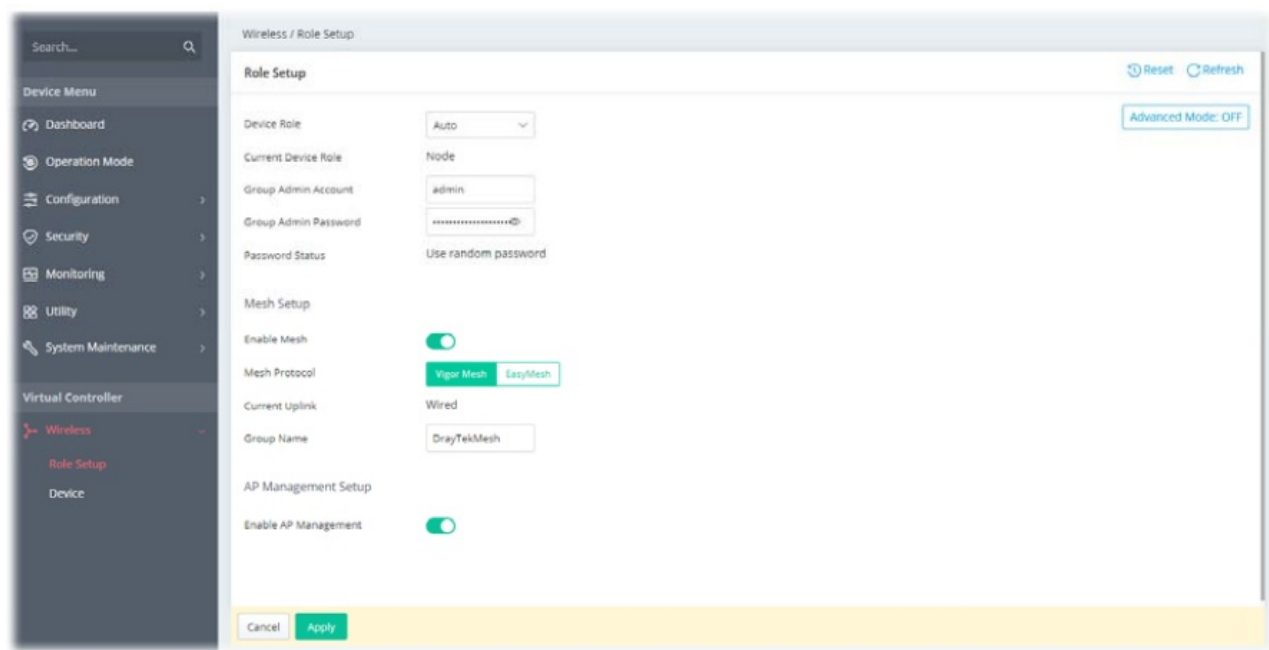 Search...
Device Menu
Dashboard
Operation Mode
Configuration
Security
Monitoring
Utility
System Maintenance
Virtual Controller
Wireless
Role Setup
Device
Wireless / Role Setup
Role Setup
Reset Refresh
Advanced Mode: OFF
Device Role Auto
Current Device Role Node
Group Admin Account admin
Group Admin Password ••••••••••••••••••••
Password Status Use random password
Mesh Setup
Enable Mesh
Mesh Protocol Vigor Mesh EasyMesh
Current Uplink Wired
Group Name DrayTekMesh
AP Management Setup
Enable AP Management
Cancel Apply